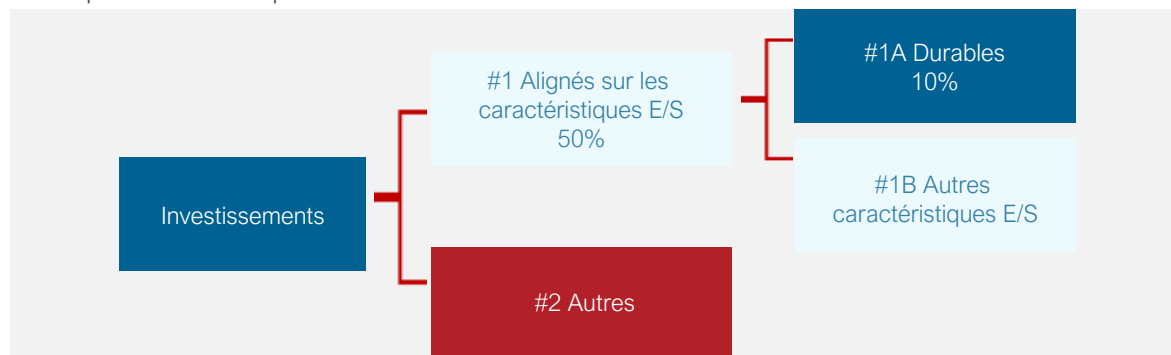 #1A Durables
10%
#1 Alignés sur les
caractéristiques E/S
50%
#1B Autres
caractéristiques E/S
Investissements
#2 Autres